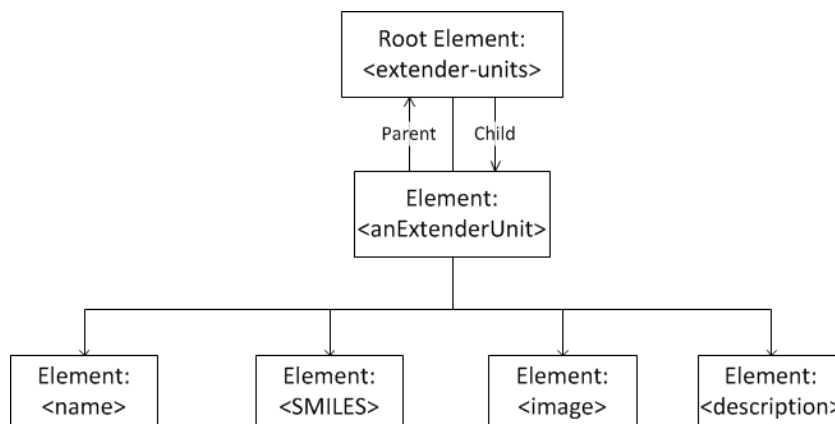 Root Element:
<extender-units>
Parent
Child
Element:
<anExtenderUnit>
Element:
<name>
Element:
<SMILES>
Element:
<image>
Element:
<description>